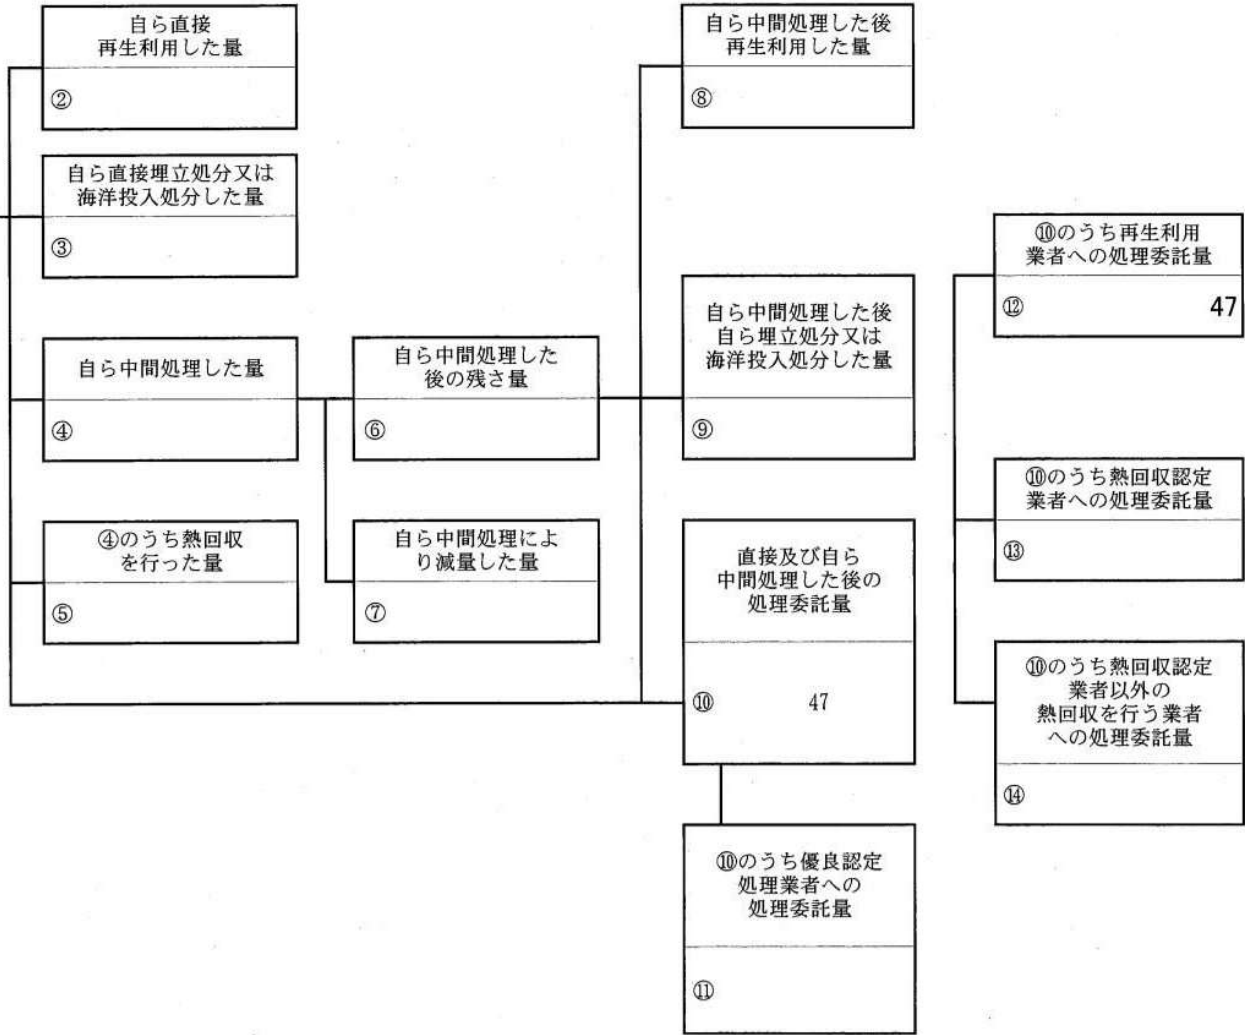 自ら直接
再生利用した量
②
自ら直接埋立処分又は
海洋投入処分した量
③
自ら中間処理した量
④
④のうち熱回収
を行った量
⑤
自ら中間処理した
後の残さ量
⑥
自ら中間処理によ
り減量した量
⑦
自ら中間処理した後
再生利用した量
⑧
自ら中間処理した後
自ら埋立処分又は
海洋投入処分した量
⑨
直接及び自ら
中間処理した後の
処理委託量
⑩ 47
⑩のうち優良認定
処理業者への
処理委託量
⑪
⑩のうち再生利用
業者への処理委託量
⑫ 47
⑩のうち熱回収認定
業者への処理委託量
⑬
⑩のうち熱回収認定
業者以外の
熱回収を行う業者
への処理委託量
⑭